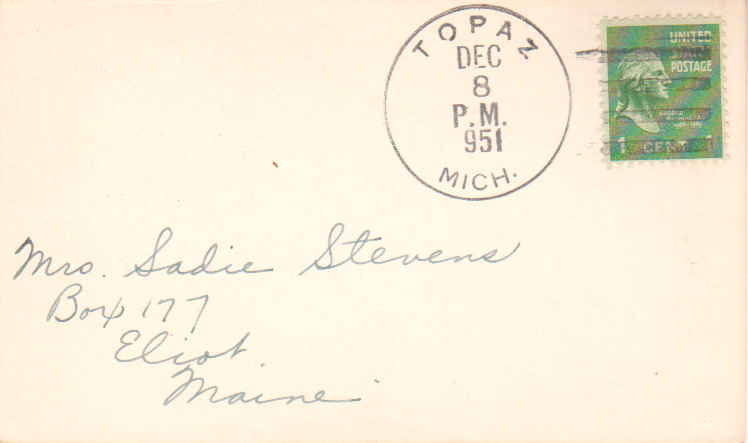 TOPAZ
DEC
8
P.M.
951
MICH.
UNITED
STATES
POSTAGE
1 CENT 1
Mrs. Sadie Stevens
Box 177
Eliot
Maine